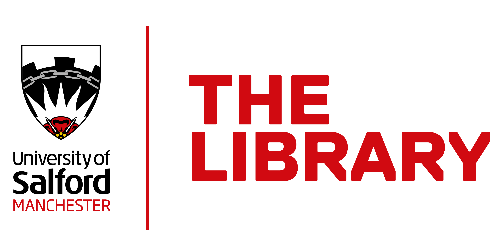 University of
Salford
MANCHESTER
THE
LIBRARY